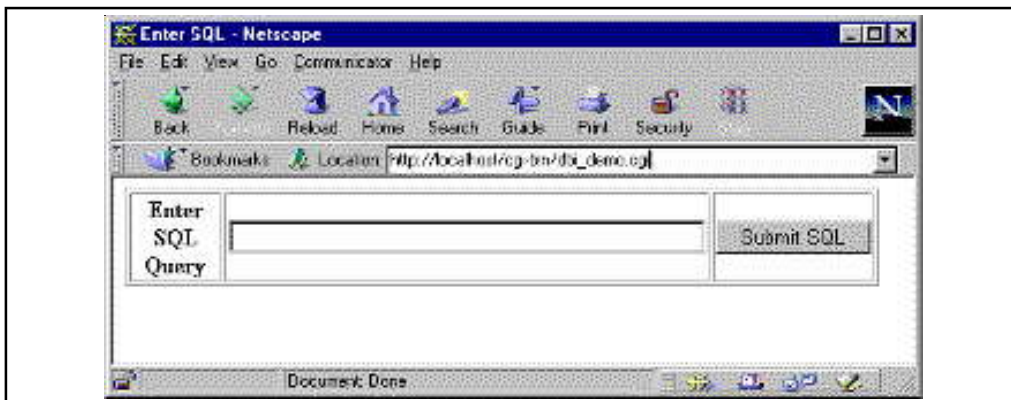 Enter SQL - Netscape
File Edit View Go Communicator Help
Back Reload Home Search Guide Print Security
N
Bookmarks Location: http://localhost/cgi-bin/dbi_demo.cgi
Enter
SQL
Query
Submit SQL
Document: Done